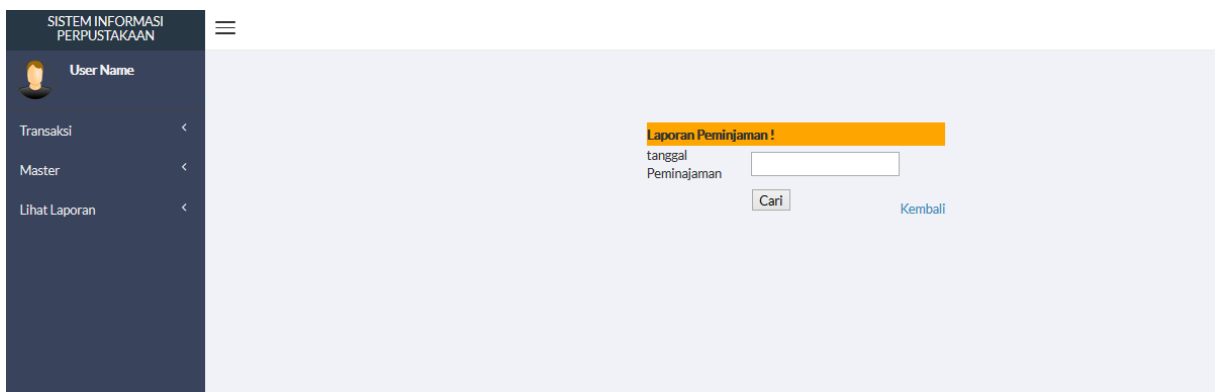 SISTEM INFORMASI
PERPUSTAKAAN
User Name
Transaksi
Master
Lihat Laporan
Laporan Peminjaman !
tanggal
Peminajaman
Cari
Kembali